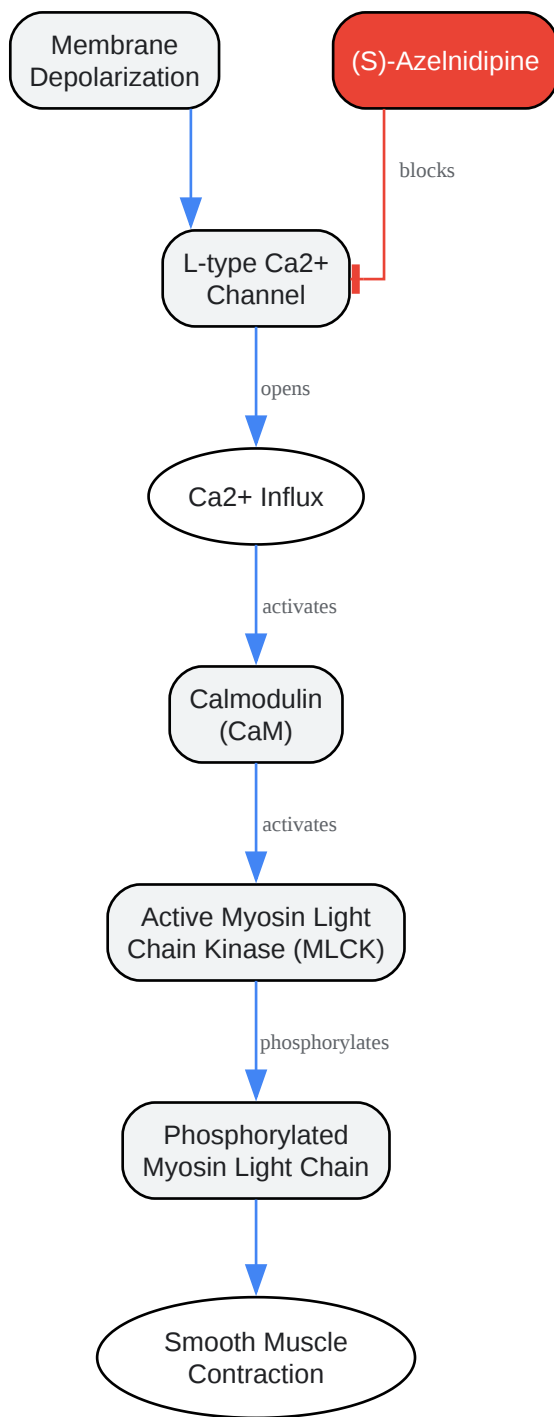 Membrane
Depolarization
(S)-Azelnidipine
blocks
L-type Ca2+
Channel
opens
Ca2+ Influx
activates
Calmodulin
(CaM)
activates
Active Myosin Light
Chain Kinase (MLCK)
phosphorylates
Phosphorylated
Myosin Light Chain
Smooth Muscle
Contraction